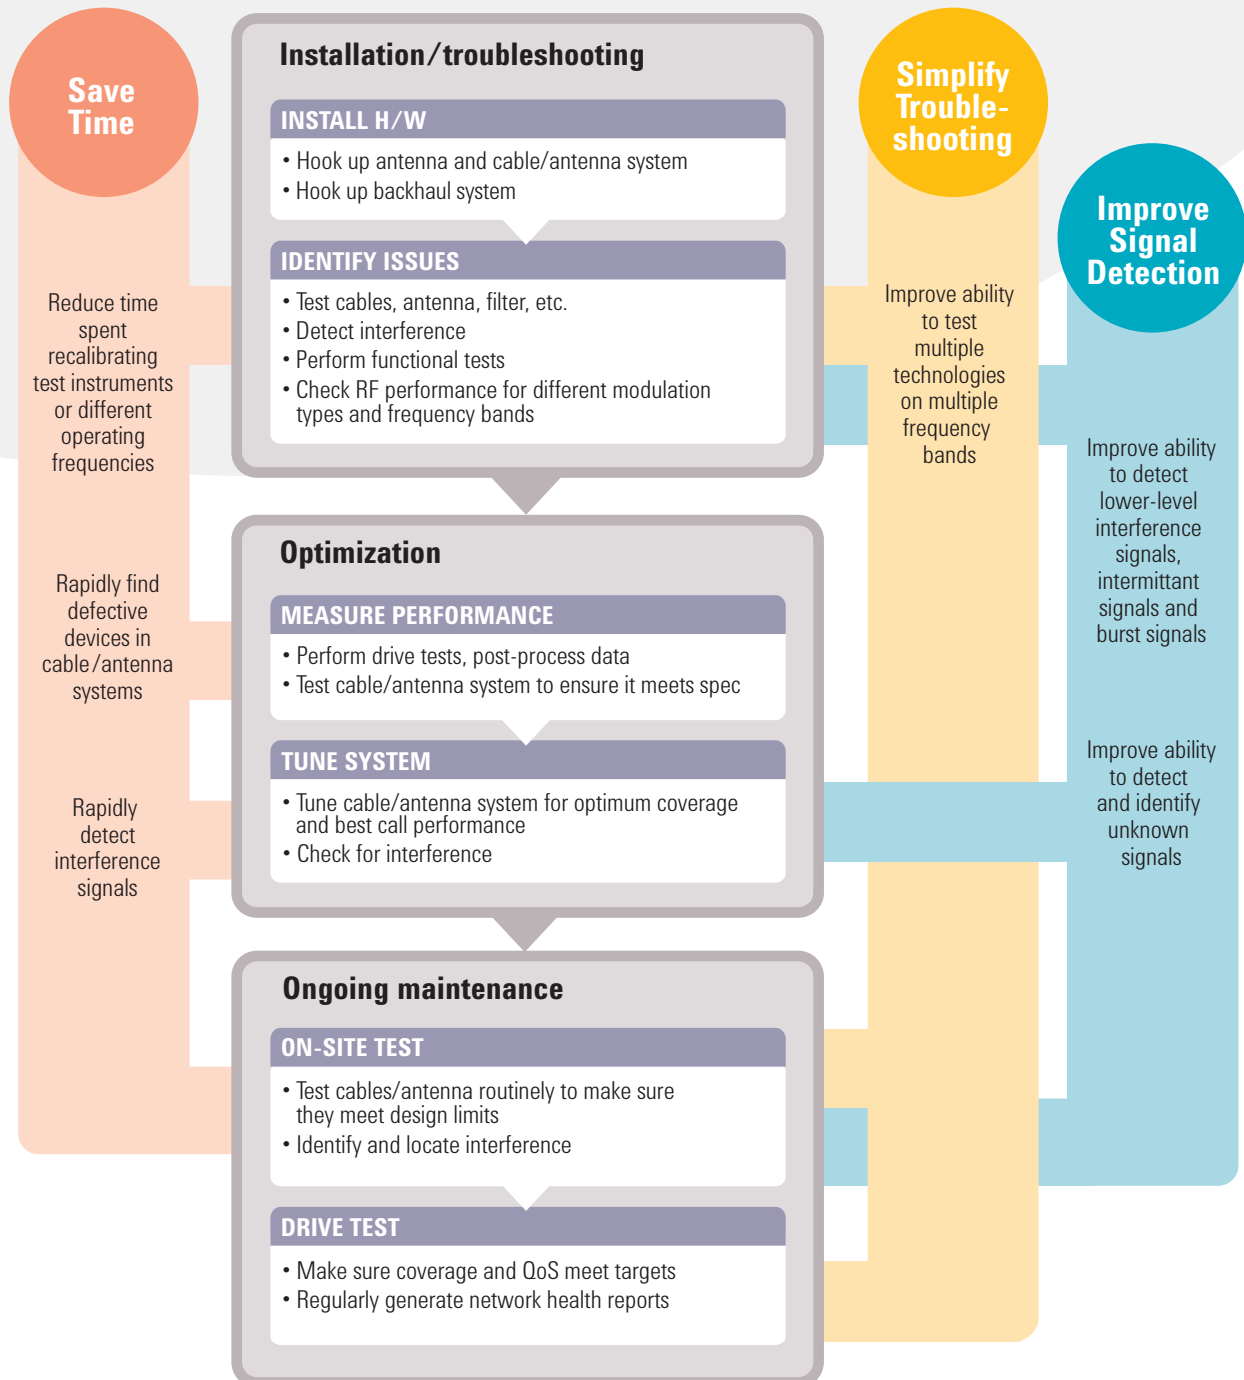 Save
Time
Reduce time
spent
recalibrating
test instruments
or different
operating
frequencies
Rapidly find
defective
devices in
cable/antenna
systems
Rapidly
detect
interference
signals
Installation/troubleshooting
INSTALL H/W
• Hook up antenna and cable/antenna system
• Hook up backhaul system
IDENTIFY ISSUES
• Test cables, antenna, filter, etc.
• Detect interference
• Perform functional tests
• Check RF performance for different modulation
types and frequency bands
Optimization
MEASURE PERFORMANCE
• Perform drive tests, post-process data
• Test cable/antenna system to ensure it meets spec
TUNE SYSTEM
• Tune cable/antenna system for optimum coverage
and best call performance
• Check for interference
Ongoing maintenance
ON-SITE TEST
• Test cables/antenna routinely to make sure
they meet design limits
• Identify and locate interference
DRIVE TEST
• Make sure coverage and QoS meet targets
• Regularly generate network health reports
Simplify
Trouble-
shooting
Improve ability
to test
multiple
technologies
on multiple
frequency
bands
Improve
Signal
Detection
Improve ability
to detect
lower-level
interference
signals,
intermittant
signals and
burst signals
Improve ability
to detect
and identify
unknown
signals